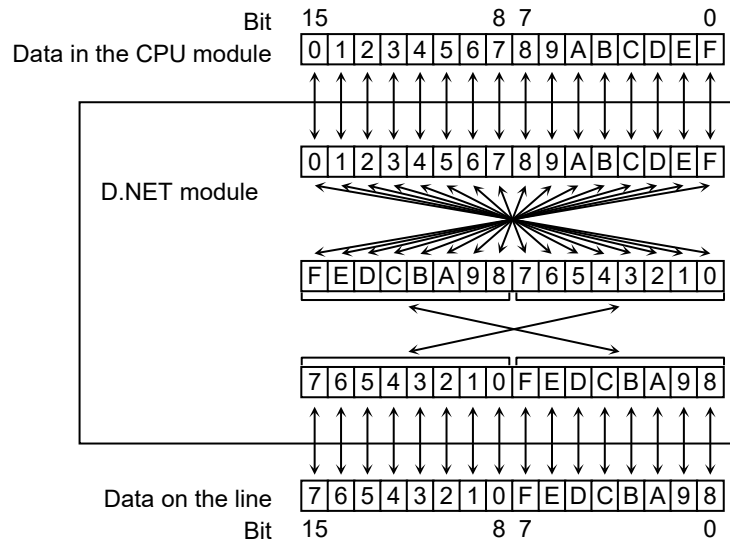 Bit 15 8 7 0
Data in the CPU module 0 1 2 3 4 5 6 7 8 9 A B C D E F
0 1 2 3 4 5 6 7 8 9 A B C D E F
D.NET module
F E D C B A 9 8 7 6 5 4 3 2 1 0
7 6 5 4 3 2 1 0 F E D C B A 9 8
Data on the line 7 6 5 4 3 2 1 0 F E D C B A 9 8
Bit 15 8 7 0